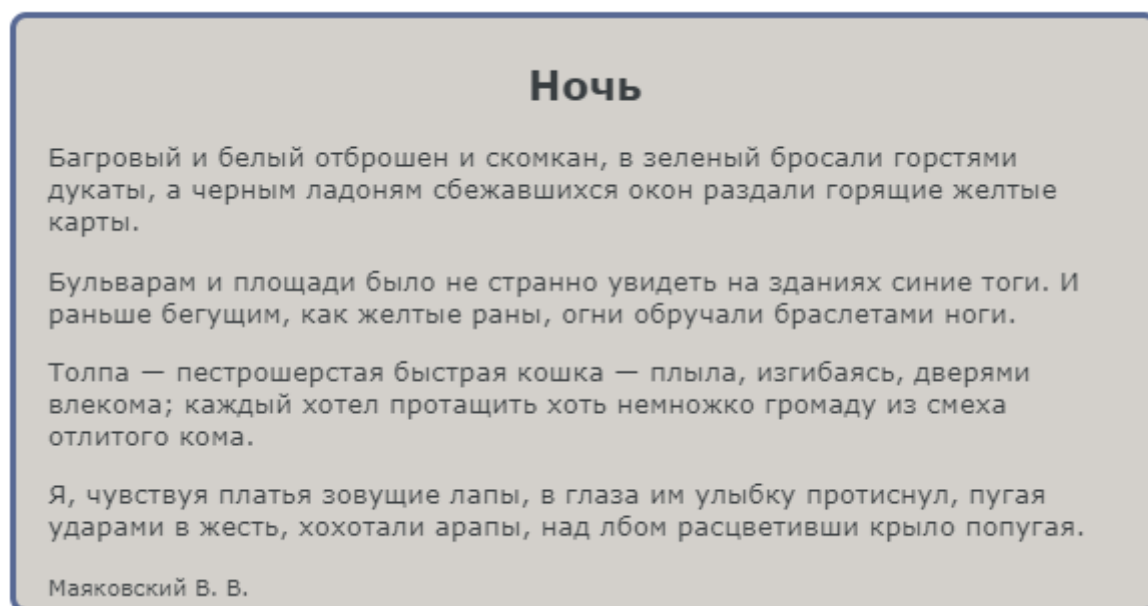 Ночь
Багровый и белый отброшен и скомкан, в зеленый бросали горстями
дукаты, а черным ладоням сбежавшихся окон раздали горящие желтые
карты.
Бульварам и площади было не странно увидеть на зданиях синие тоги. И
раньше бегущим, как желтые раны, огни обручали браслетами ноги.
Толпа — пестрошерстая быстрая кошка — плыла, изгибаясь, дверями
влекома; каждый хотел протащить хоть немножко громаду из смеха
отлитого кома.
Я, чувствуя платья зовущие лапы, в глаза им улыбку протиснул, пугая
ударами в жесть, хохотали арапы, над лбом расцветивши крыло попугая.
Маяковский В. В.